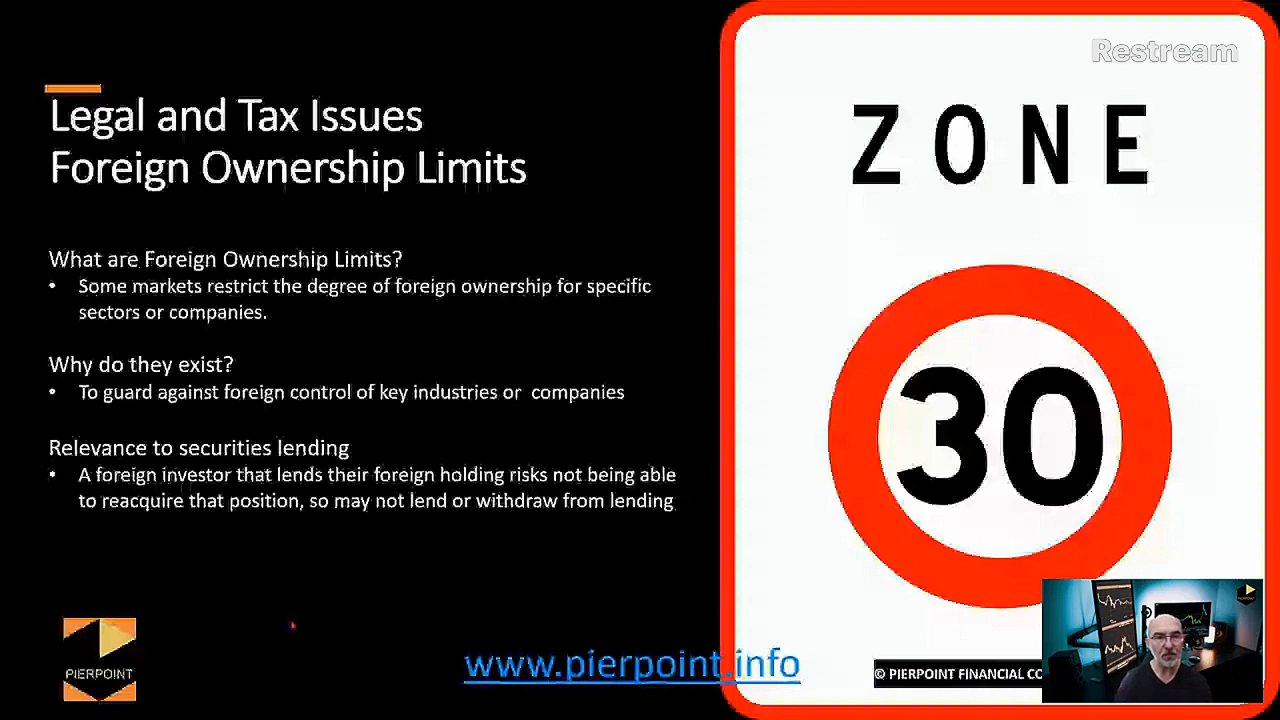 Restream
Legal and Tax Issues
Foreign Ownership Limits
What are Foreign Ownership Limits?
• Some markets restrict the degree of foreign ownership for specific
sectors or companies.
Why do they exist?
• To guard against foreign control of key industries or companies
Relevance to securities lending
• A foreign investor that lends their foreign holding risks not being able
to reacquire that position, so may not lend or withdraw from lending
ZONE
30
PIERPOINT
www.pierpoint.info
© PIERPOINT FINANCIAL CO
PIERPOINT